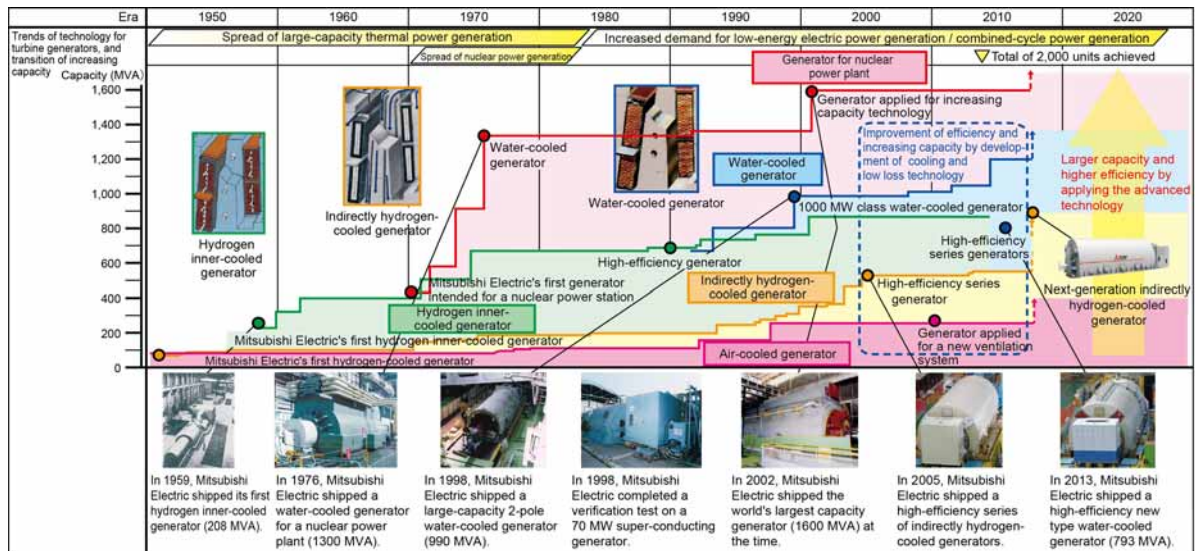 Era
1950
1960
1970
1980
1990
2000
2010
2020
Trends of technology for
turbine generators, and
transition of increasing
capacity
Spread of large-capacity thermal power generation
Increased demand for low-energy electric power generation / combined-cycle power generation
Spread of nuclear power generation
Total of 2,000 units achieved
Capacity (MVA)
1,600
1,400
1,200
1,000
800
600
400
200
0
Generator for nuclear
power plant
Generator applied for increasing
capacity technology
Water-cooled
generator
Improvement of efficiency and
increasing capacity by develop-
ment of cooling and
low loss technology
Water-cooled
generator
Larger capacity and
higher efficiency by
applying the advanced
technology
Indirectly hydrogen-
cooled generator
Water-cooled generator
1000 MW class water-cooled generator
Hydrogen
inner-cooled
generator
High-efficiency generator
High-efficiency
series generators
Mitsubishi Electric's first generator
intended for a nuclear power station
Indirectly hydrogen-
cooled generator
High-efficiency series
generator
Next-generation indirectly
hydrogen-cooled
generator
Hydrogen inner-
cooled generator
Mitsubishi Electric's first hydrogen inner-cooled generator
Generator applied
for a new ventilation
system
Mitsubishi Electric's first hydrogen-cooled generator
Air-cooled generator
In 1959, Mitsubishi
Electric shipped its first
hydrogen inner-cooled
generator (208 MVA).
In 1976, Mitsubishi
Electric shipped a
water-cooled generator
for a nuclear power
plant (1300 MVA).
In 1998, Mitsubishi
Electric shipped a
large-capacity 2-pole
water-cooled generator
(990 MVA).
In 1998, Mitsubishi
Electric completed a
verification test on a
70 MW super-conducting
generator.
In 2002, Mitsubishi
Electric shipped the
world's largest capacity
generator (1600 MVA) at
the time.
In 2005, Mitsubishi
Electric shipped a
high-efficiency series
of indirectly hydrogen-
cooled generators.
In 2013, Mitsubishi
Electric shipped a
high-efficiency new
type water-cooled
generator (793 MVA).